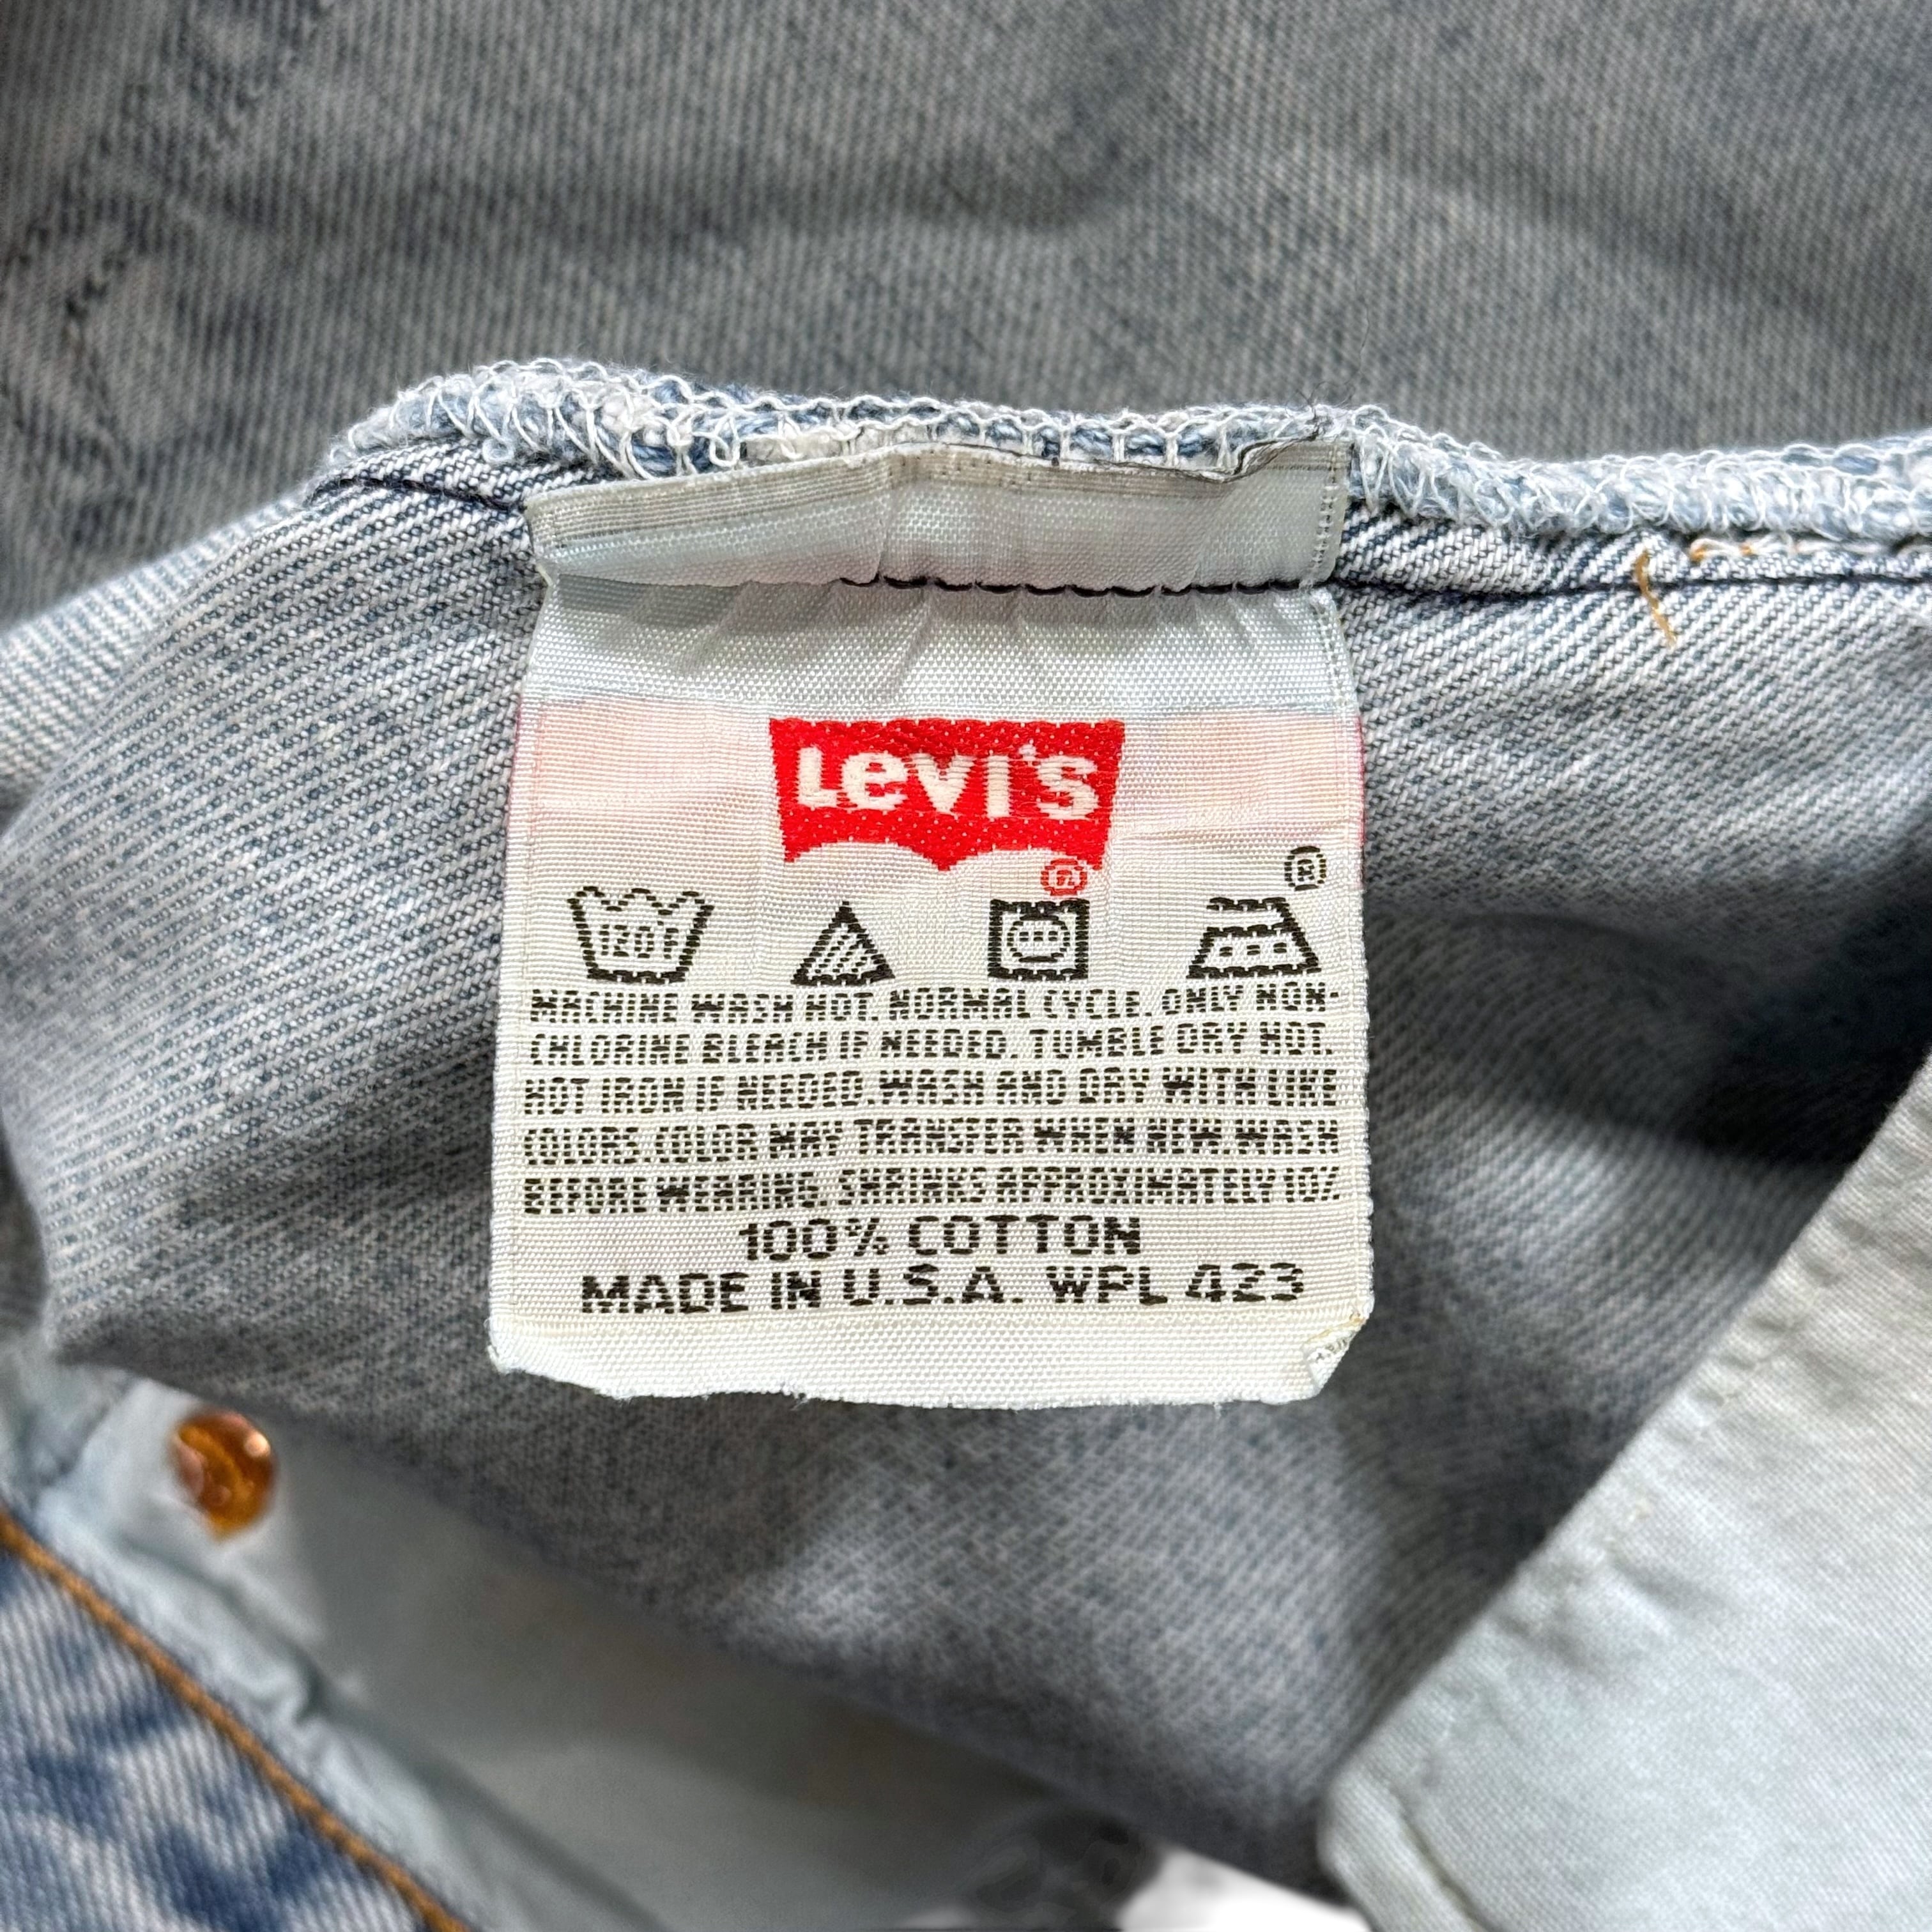 Levi's
®
®
120F
MACHINE WASH HOT. NORMAL CYCLE. ONLY NON-
CHLORINE BLEACH IF NEEDED. TUMBLE DRY HOT.
HOT IRON IF NEEDED. WASH AND DRY WITH LIKE
COLORS. COLOR MAY TRANSFER WHEN NEW. WASH
BEFORE WEARING. SHRINKS APPROXIMATELY 10%
100% COTTON
MADE IN U.S.A. WPL 423